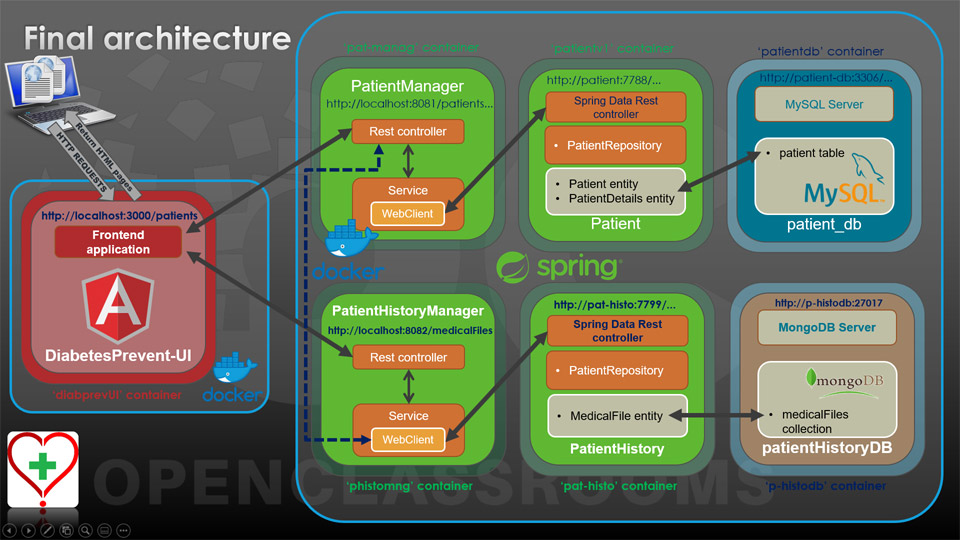 Final architecture
Return HTML pages
HTTP REQUESTS
http://localhost:3000/patients
Frontend
application
DiabetesPrevent-UI
docker
'diabprevUI' container
'pat-manag' container
PatientManager
http://localhost:8081/patients...
Rest controller
Service
WebClient
docker
http://patient:7788/...
Spring Data Rest
controller
• PatientRepository
• Patient entity
• PatientDetails entity
Patient
'patientdb' container
http://patient-db:3306/...
MySQL Server
• patient table
MySQL
patient_db
spring
PatientHistoryManager
http://localhost:8082/medicalFiles
Rest controller
Service
WebClient
'phistomng' container
http://pat-histo:7799/...
Spring Data Rest
controller
• PatientRepository
• MedicalFile entity
PatientHistory
'pat-histo' container
http://p-histodb:27017
MongoDB Server
mongoDB
• medicalFiles
collection
patientHistoryDB
'p-histodb' container
OPENCLASSROOMS